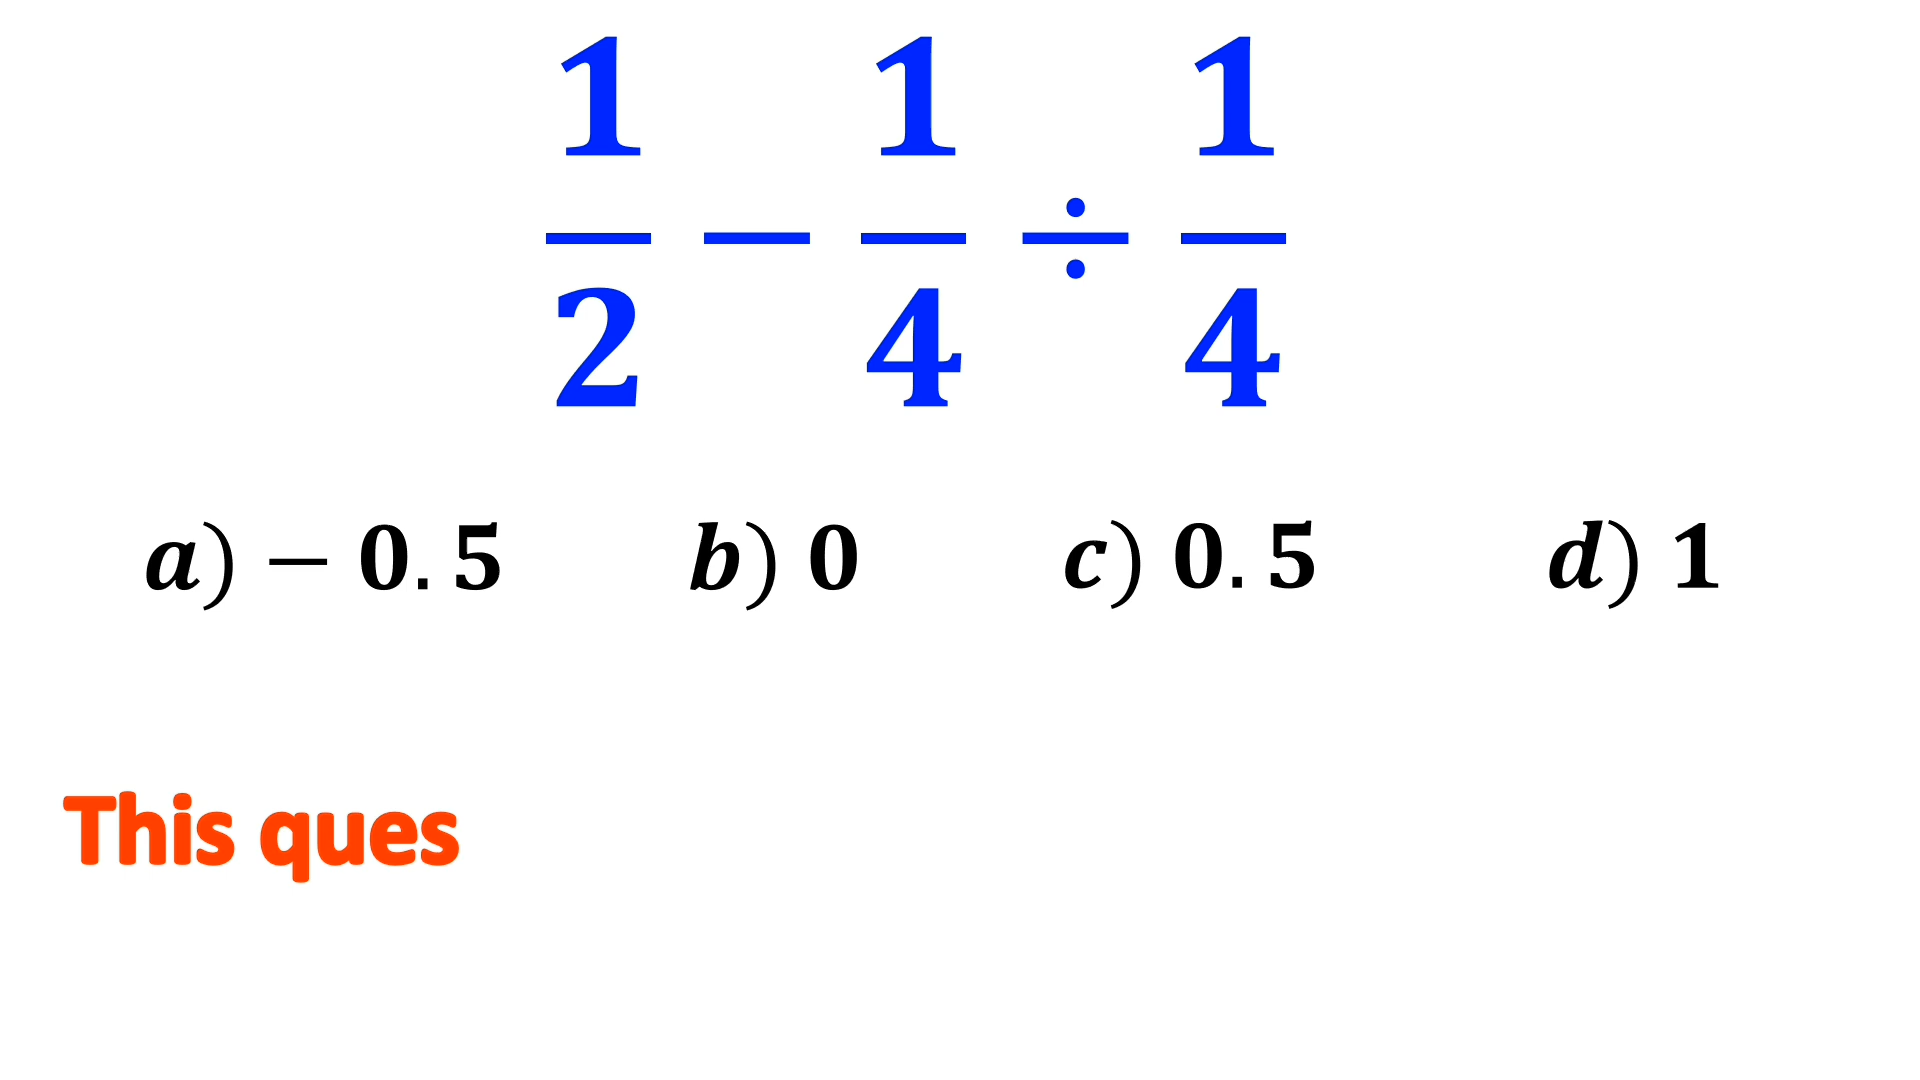 1/2 − 1/4 ÷ 1/4
a) − 0.5 b) 0 c) 0.5 d) 1
This ques